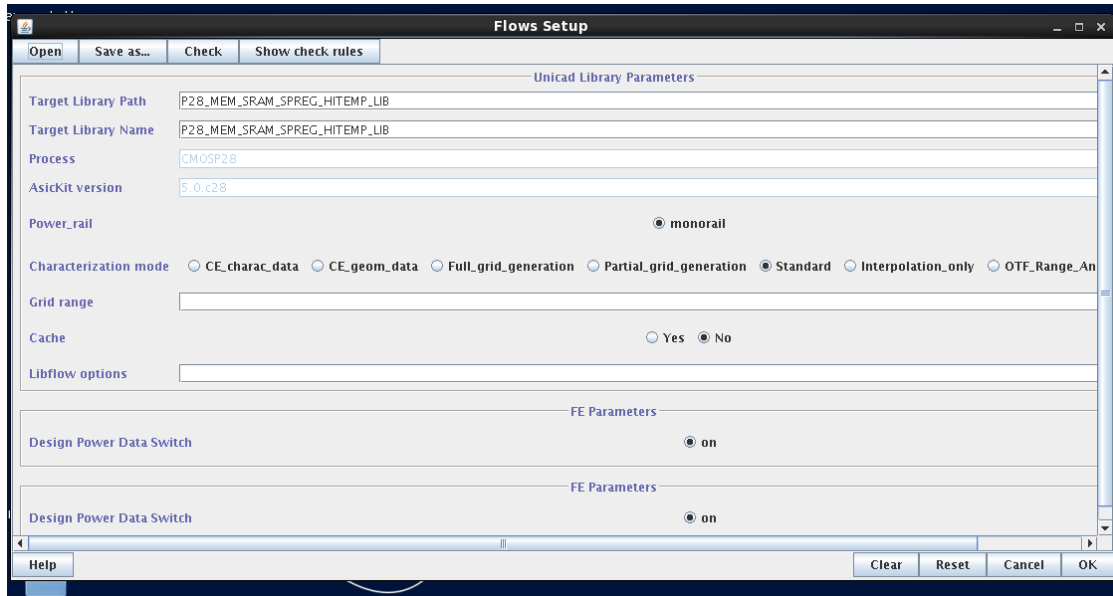 Flows Setup
Open Save as... Check Show check rules
Unicad Library Parameters
Target Library Path P28_MEM_SRAM_SPREG_HITEMP_LIB
Target Library Name P28_MEM_SRAM_SPREG_HITEMP_LIB
Process CMOSP28
AsicKit version 5.0.c28
Power_rail monorail
Characterization mode CE_charac_data CE_geom_data Full_grid_generation Partial_grid_generation Standard Interpolation_only OTF_Range_An
Grid range
Cache Yes No
Libflow options
FE Parameters
Design Power Data Switch on
FE Parameters
Design Power Data Switch on
Help Clear Reset Cancel OK